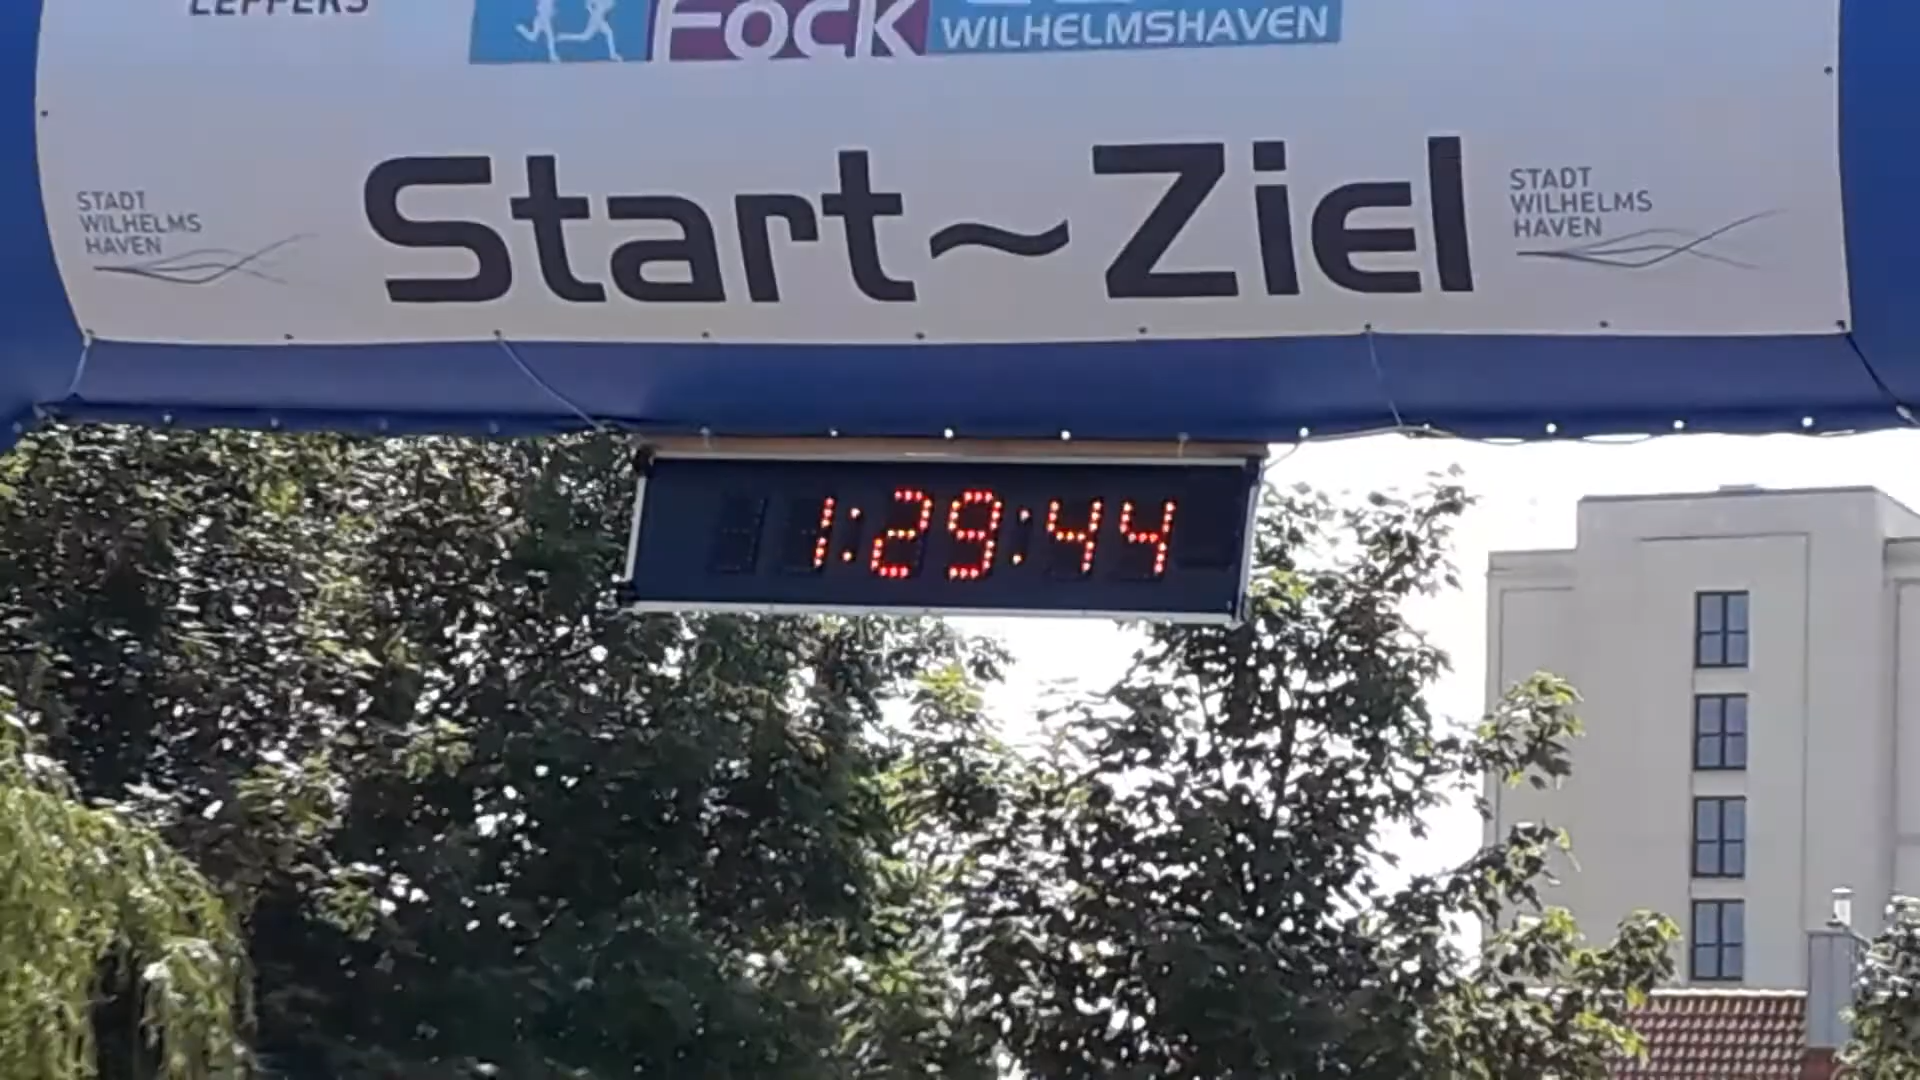 LEFFERS
FOCK
WILHELMSHAVEN
Start~Ziel
STADT
WILHELMS
HAVEN
STADT
WILHELMS
HAVEN
1:29:44